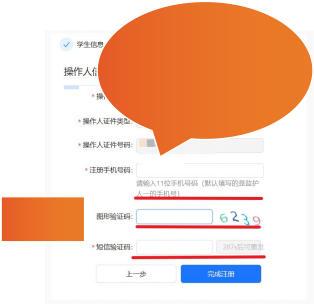 学生信息
操作人信
* 操
* 操作人证件类型:
* 操作人证件号码:
* 注册手机号码:
请输入11位手机号码（默认填写的是监护
人一的手机号）
图形验证码:
6239
* 短信验证码:
上一步
完成注册